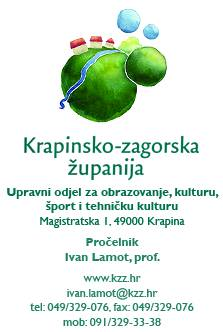 Krapinsko-zagorska
županija
Upravni odjel za obrazovanje, kulturu,
šport i tehničku kulturu
Magistratska 1, 49000 Krapina
Pročelnik
Ivan Lamot, prof.
www.kzz.hr
ivan.lamot@kzz.hr
tel: 049/329-076, fax: 049/329-076
mob: 091/329-33-38